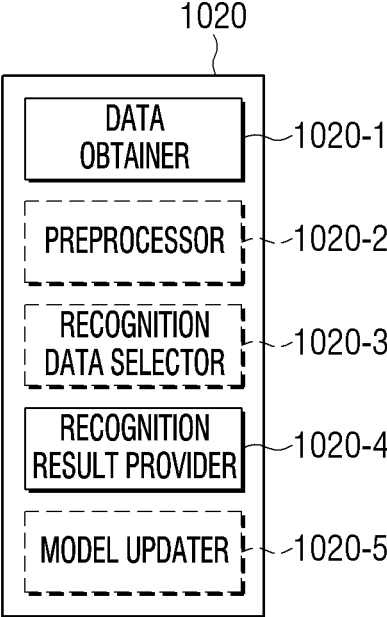 1020
DATA
OBTAINER
1020-1
PREPROCESSOR
1020-2
RECOGNITION
DATA SELECTOR
1020-3
RECOGNITION
RESULT PROVIDER
1020-4
MODEL UPDATER
1020-5